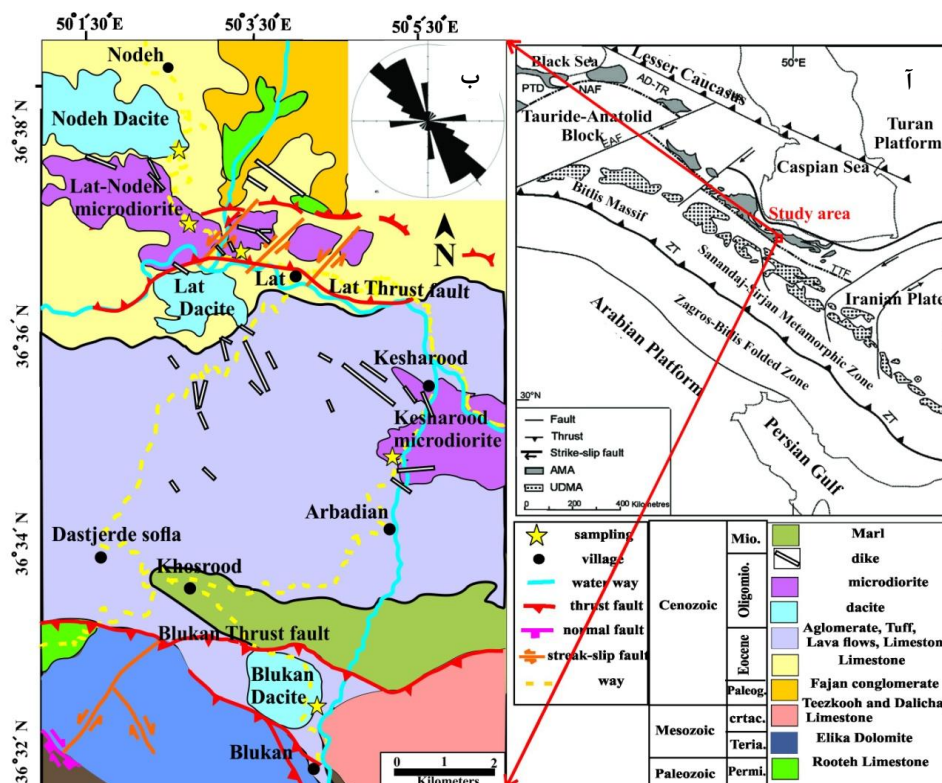 50°1′30″E
50°3′30″E
50°5′30″E
36°38′N
36°36′N
36°34′N
36°32′N
Nodeh
Nodeh Dacite
Lat-Nodeh
microdiorite
ب
N
Lat
Lat Thrust fault
Lat
Dacite
Kesharood
Kesharood
microdiorite
Arbadian
Dastjerde sofla
Khosrood
Blukan Thrust fault
Blukan
Dacite
Blukan
0 1 2
Kilometers
50°E
آ
Black Sea
Lesser Caucasus
PTD
NAF
AD-TR
Tauride-Anatolid
Block
EAF
Turan
Platform
Caspian Sea
Bitlis Massif
Study area
TTF
ZT
Sanandaj-Sirjan Metamorphic Zone
Iranian Plate
Zagros-Bitlis Folded Zone
Arabian Platform
ZT
30°N
Persian Gulf
Fault
Thrust
Strike-slip fault
AMA
UDMA
0 200 400 Kilometres
sampling
village
water way
thrust fault
normal fault
stroak-slip fault
way
Cenozoic
Mesozoic
Paleozoic
Mio.
Oligomio.
Eocene
Paleog.
crtac.
Teria.
Permi.
Marl
dike
microdiorite
dacite
Aglomerate, Tuff,
Lava flows, Limeston
Limestone
Fajan conglomerate
Teezkooh and Dalicha
Limestone
Elika Dolomite
Rooteh Limestone